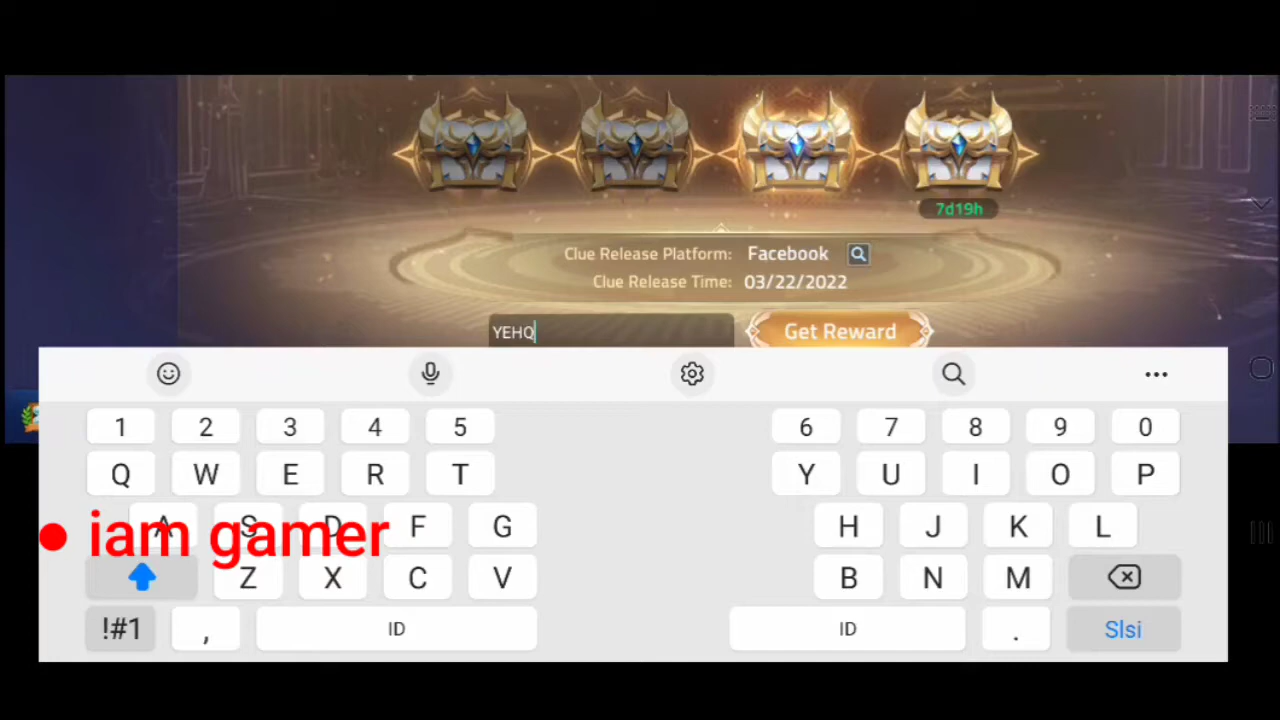 7d19h
Clue Release Platform: Facebook
Clue Release Time: 03/22/2022
YEHQ
Get Reward
1 2 3 4 5 6 7 8 9 0
Q W E R T Y U I O P
A S D F G H J K L
• iam gamer
Z X C V B N M
!#1 , ID ID . Slsi